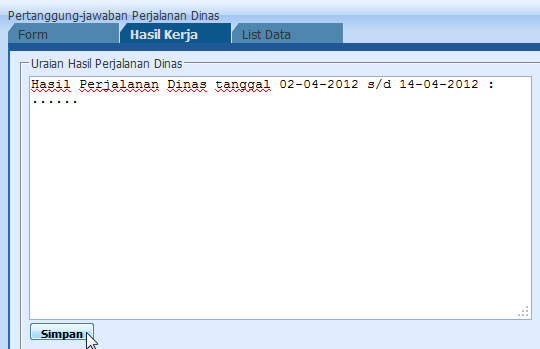 Pertanggung-jawaban Perjalanan Dinas
Form Hasil Kerja List Data
Uraian Hasil Perjalanan Dinas
Hasil Perjalanan Dinas tanggal 02-04-2012 s/d 14-04-2012 :
......
Simpan